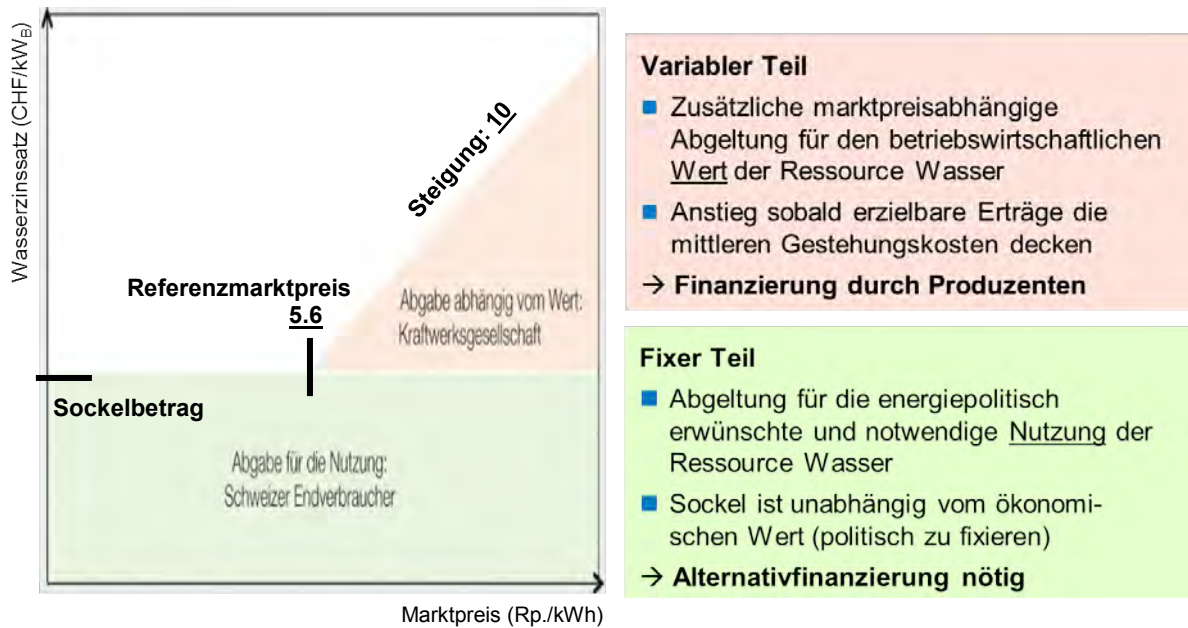 Wasserzinssatz (CHF/kWB)
Steigung: 10
Referenzmarktpreis
5.6
Abgabe abhängig vom Wert:
Kraftwerksgesellschaft
Sockelbetrag
Abgabe für die Nutzung:
Schweizer Endverbraucher
Marktpreis (Rp./kWh)
Variabler Teil
■ Zusätzliche marktpreisabhängige
Abgeltung für den betriebswirtschaftlichen
Wert der Ressource Wasser
■ Anstieg sobald erzielbare Erträge die
mittleren Gestehungskosten decken
→ Finanzierung durch Produzenten
Fixer Teil
■ Abgeltung für die energiepolitisch
erwünschte und notwendige Nutzung der
Ressource Wasser
■ Sockel ist unabhängig vom ökonomi-
schen Wert (politisch zu fixieren)
→ Alternativfinanzierung nötig